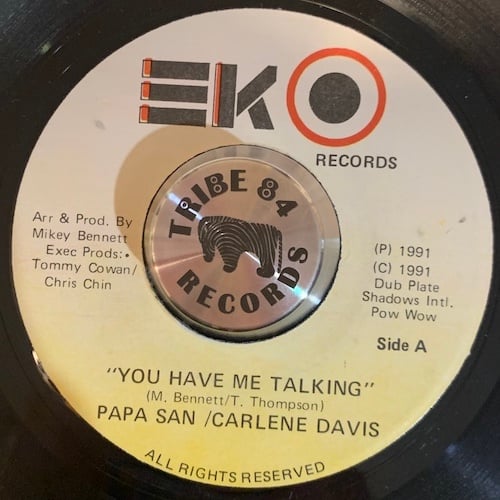 EKO
RECORDS
TRIBE 84
RECORDS
Arr & Prod. By
Mikey Bennett
Exec Prods:•
Tommy Cowan/
Chris Chin
(P) 1991
(C) 1991
Dub Plate
Shadows Intl.
Pow Wow
Side A
"YOU HAVE ME TALKING"
(M. Bennett/T. Thompson)
PAPA SAN /CARLENE DAVIS
ALL RIGHTS RESERVED